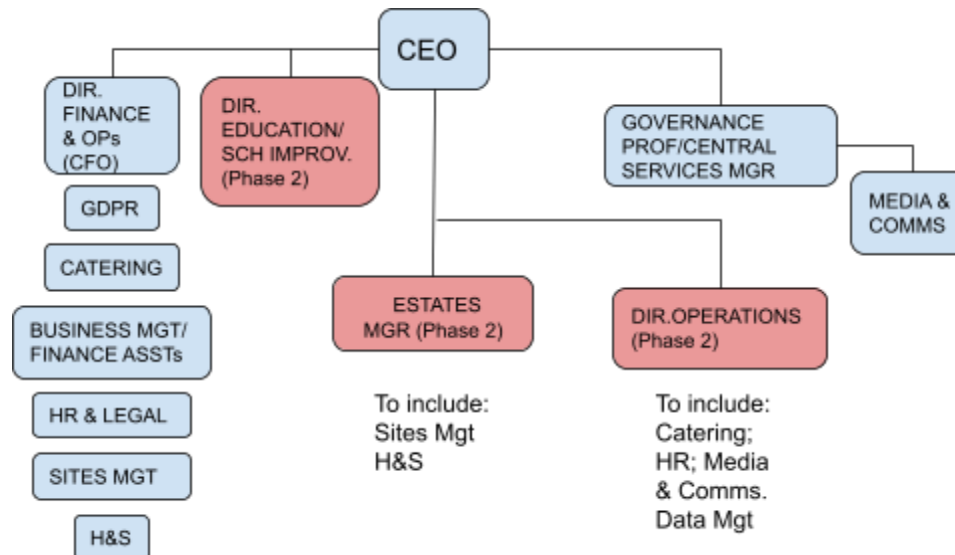 CEO
DIR.
FINANCE
& OPs
(CFO)
DIR.
EDUCATION/
SCH IMPROV.
(Phase 2)
GOVERNANCE
PROF/CENTRAL
SERVICES MGR
MEDIA &
COMMS
GDPR
CATERING
BUSINESS MGT/
FINANCE ASSTs
HR & LEGAL
SITES MGT
H&S
ESTATES
MGR (Phase 2)
To include:
Sites Mgt
H&S
DIR.OPERATIONS
(Phase 2)
To include:
Catering;
HR; Media
& Comms.
Data Mgt